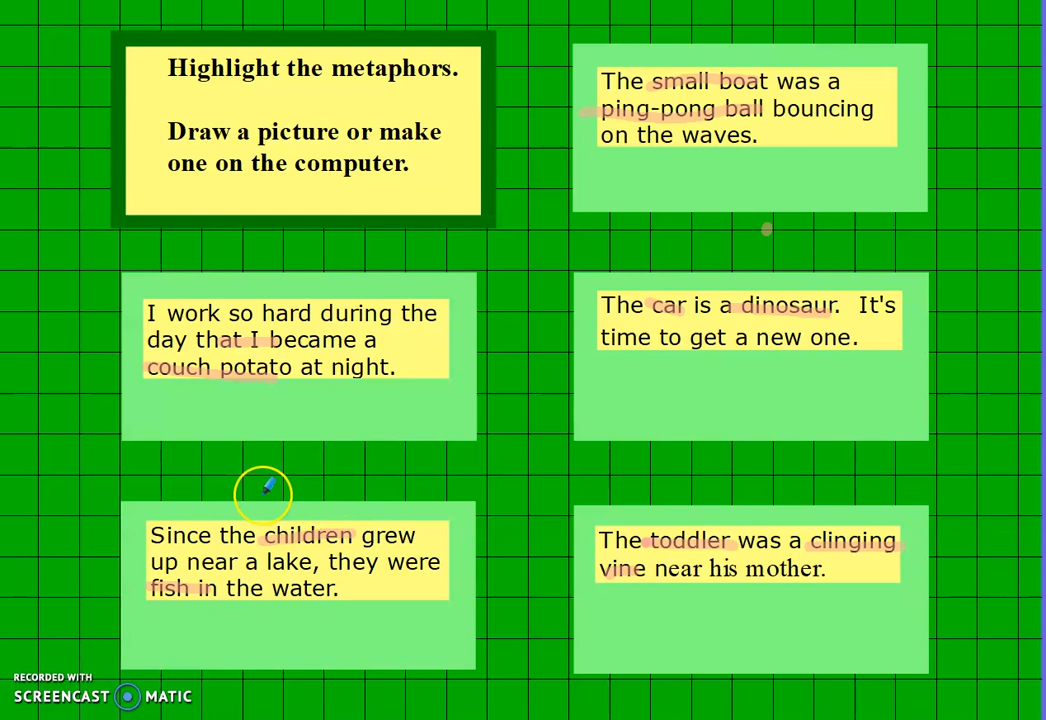 Highlight the metaphors.
Draw a picture or make
one on the computer.
The small boat was a
ping-pong ball bouncing
on the waves.
I work so hard during the
day that I became a
couch potato at night.
The car is a dinosaur. It's
time to get a new one.
Since the children grew
up near a lake, they were
fish in the water.
The toddler was a clinging
vine near his mother.
RECORDED WITH
SCREENCAST MATIC